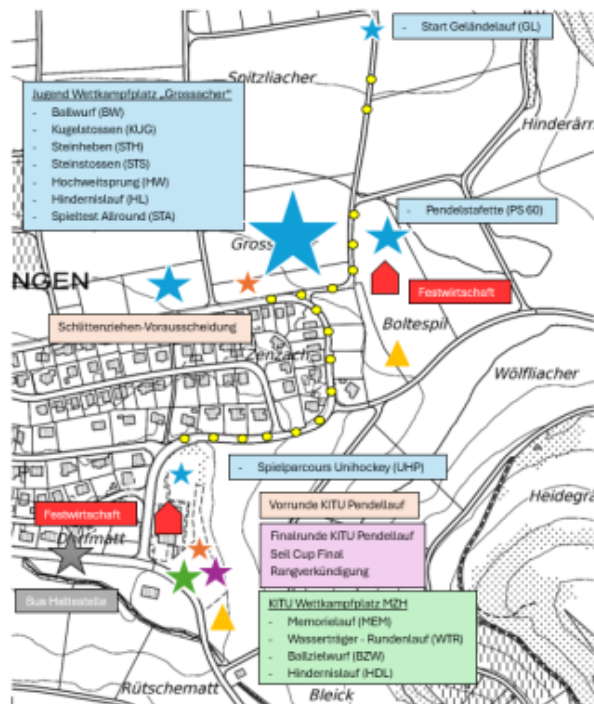 - Start Geländelauf (GL)
Spitzliacher
Jugend Wettkampfplatz „Grossacher"
- Ballwurf (BW)
- Kugelstossen (KUG)
- Steinheben (STH)
- Steinstossen (STS)
- Hochweitsprung (HW)
- Hindernislauf (HL)
- Spieltest Allround (STA)
Hinderärn
- Pendelstafette (PS 60)
Gross
NGEN
Festwirtschaft
Schlittenziehen-Vorausscheidung
Boltespil
Zenzach
Wölfliacher
- Spielparcours Unihockey (UHP)
Vorrunde KITU Pendellauf
Heidegra
Festwirtschaft
Dorfmatt
Finalrunde KITU Pendellauf
Seil Cup Final
Rangverkündigung
Bus Haltestelle
KITU Wettkampfplatz MZH
- Memorielauf (MEM)
- Wasserträger - Rundenlauf (WTR)
- Ballzielwurf (BZW)
- Hindernislauf (HDL)
Rütschematt
Bleick